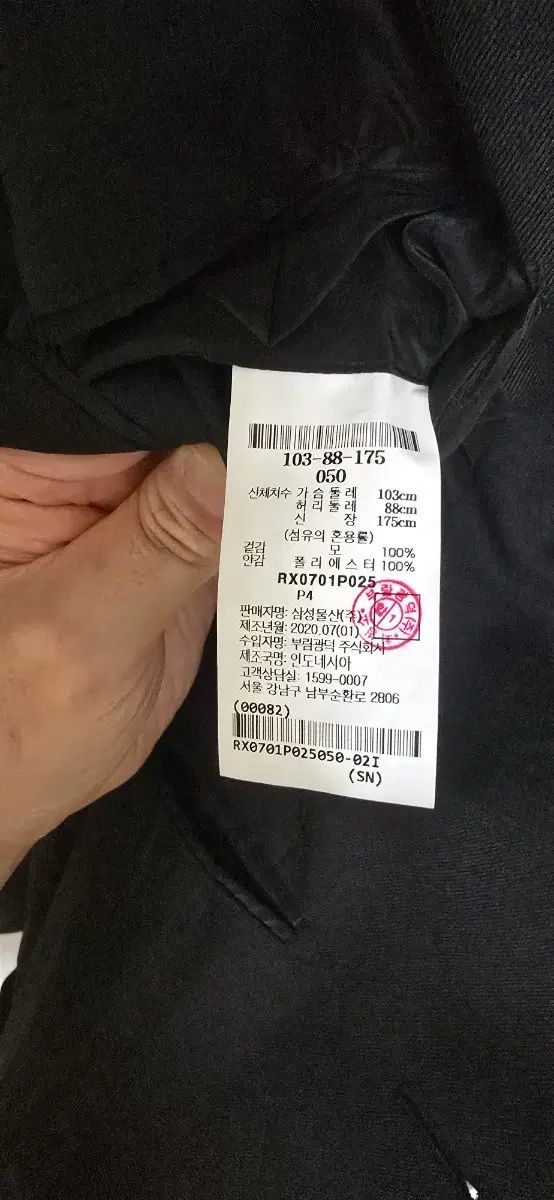 103-88-175
050
신체치수 가 슴 둘 레 103cm
허 리 둘 레 88cm
신 장 175cm
(섬유의 혼용률)
겉감 모 100%
안감 폴 리 에 스 터 100%
RX0701P025
P4
판매자명: 삼성물산(주)
제조년월: 2020.07(01)
수입자명: 부림광덕 주식회사
제조국명: 인도네시아
고객상담실: 1599-0007
서울 강남구 남부순환로 2806
(00082)
RX0701P025050-02I
(SN)